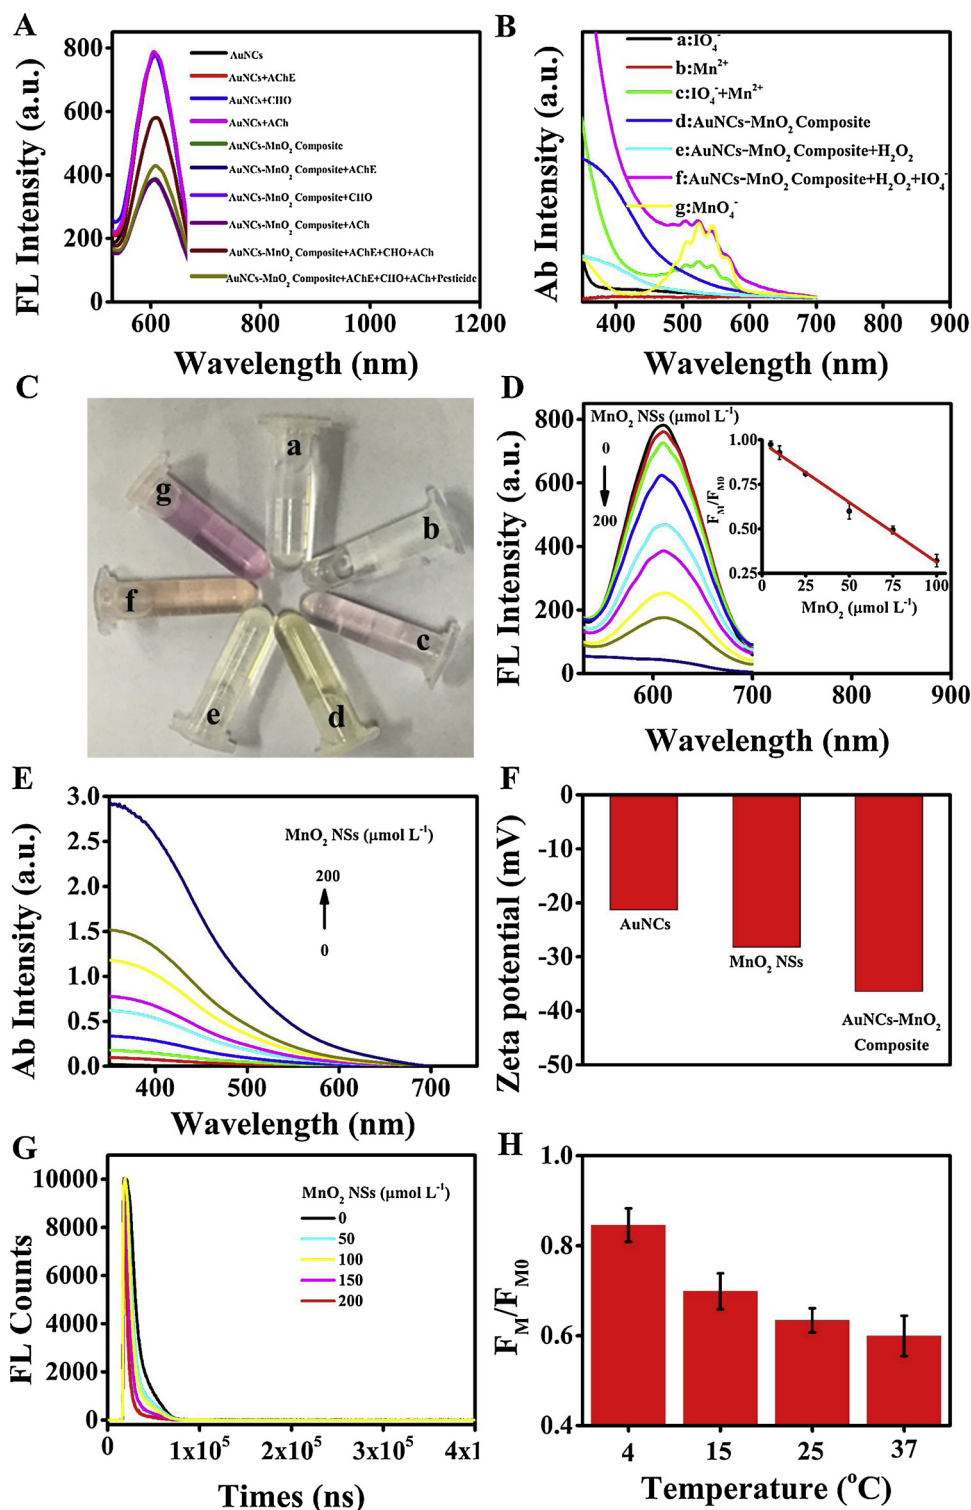 A
FL Intensity (a.u.)
800
600
400
200
0
600
800
1000
1200
Wavelength (nm)
AuNCs
AuNCs+AChE
AuNCs+CHO
AuNCs+ACh
AuNCs-MnO₂ Composite
AuNCs-MnO₂ Composite+AChE
AuNCs-MnO₂ Composite+CHO
AuNCs-MnO₂ Composite+ACh
AuNCs-MnO₂ Composite+AChE+CHO+ACh
AuNCs-MnO₂ Composite+AChE+CHO+ACh+Pesticide
B
Ab Intensity (a.u.)
a:IO₄⁻
b:Mn²⁺
c:IO₄⁻+Mn²⁺
d:AuNCs-MnO₂ Composite
e:AuNCs-MnO₂ Composite+H₂O₂
f:AuNCs-MnO₂ Composite+H₂O₂+IO₄⁻
g:MnO₄⁻
400
500
600
700
800
900
Wavelength (nm)
C
a
b
c
d
e
f
g
D
FL Intensity (a.u.)
800
600
400
200
0
600
700
800
900
Wavelength (nm)
MnO₂ NSs (μmol L⁻¹)
0
200
F_M/F_M0
1.00
0.75
0.50
0.25
0
25
50
75
100
MnO₂ (μmol L⁻¹)
E
Ab Intensity (a.u.)
3.0
2.5
2.0
1.5
1.0
0.5
0.0
400
500
600
700
Wavelength (nm)
MnO₂ NSs (μmol L⁻¹)
200
0
F
Zeta potential (mV)
0
-10
-20
-30
-40
-50
AuNCs
MnO₂ NSs
AuNCs-MnO₂
Composite
G
FL Counts
10000
8000
6000
4000
2000
0
0
1x10⁵
2x10⁵
3x10⁵
4x1
Times (ns)
MnO₂ NSs (μmol L⁻¹)
0
50
100
150
200
H
F_M/F_M0
1.0
0.8
0.6
0.4
4
15
25
37
Temperature (°C)